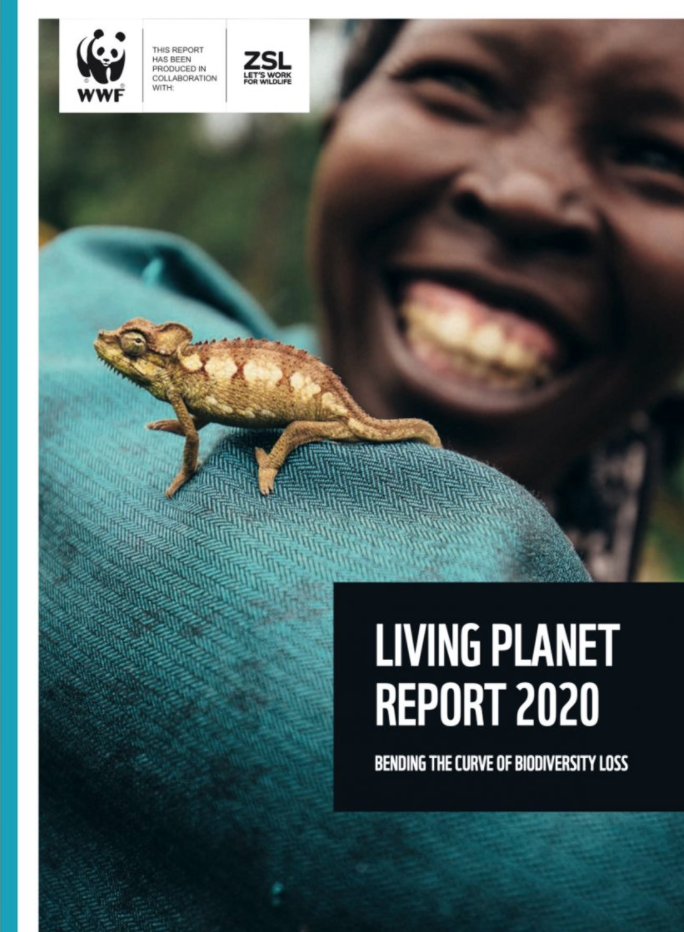 THIS REPORT
HAS BEEN
PRODUCED IN
COLLABORATION
WITH:
WWF
ZSL
LET'S WORK
FOR WILDLIFE
LIVING PLANET
REPORT 2020
BENDING THE CURVE OF BIODIVERSITY LOSS